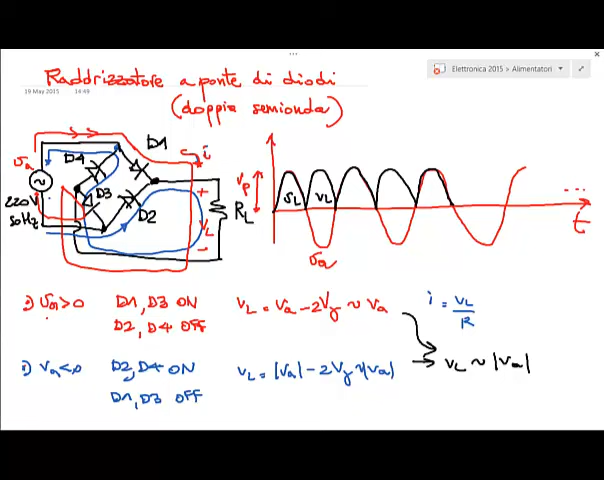 Raddrizzatore a ponte di diodi
(doppia semionda)
19 May 2015 14:49
Elettronica 2015 » Alimentatori
va
220V
50Hz
D4
D1
D3
D2
i
+
RL
vL
-
Vp
SL
vL
va
...
t
1) va>0 D1, D3 ON vL = va - 2Vγ ~ va i = vL/R
D2, D4 OFF
vL ~ |va|
1) va<0 D2, D4 ON vL = |va| - 2Vγ ~ |va|
D1, D3 OFF